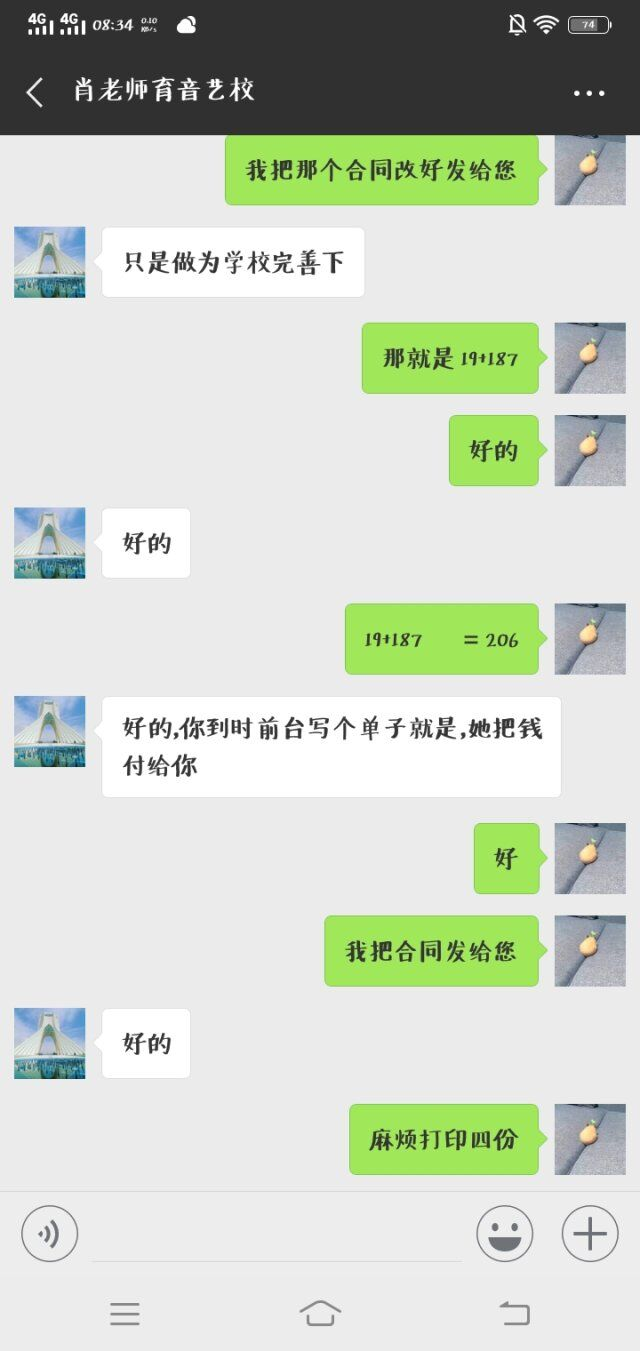 4G 4G 08:34 0.10 KB/s 74
肖老师育音艺校
我把那个合同改好发给您
只是做为学校完善下
那就是 19+187
好的
好的
19+187 = 206
好的,你到时前台写个单子就是,她把钱
付给你
好
我把合同发给您
好的
麻烦打印四份